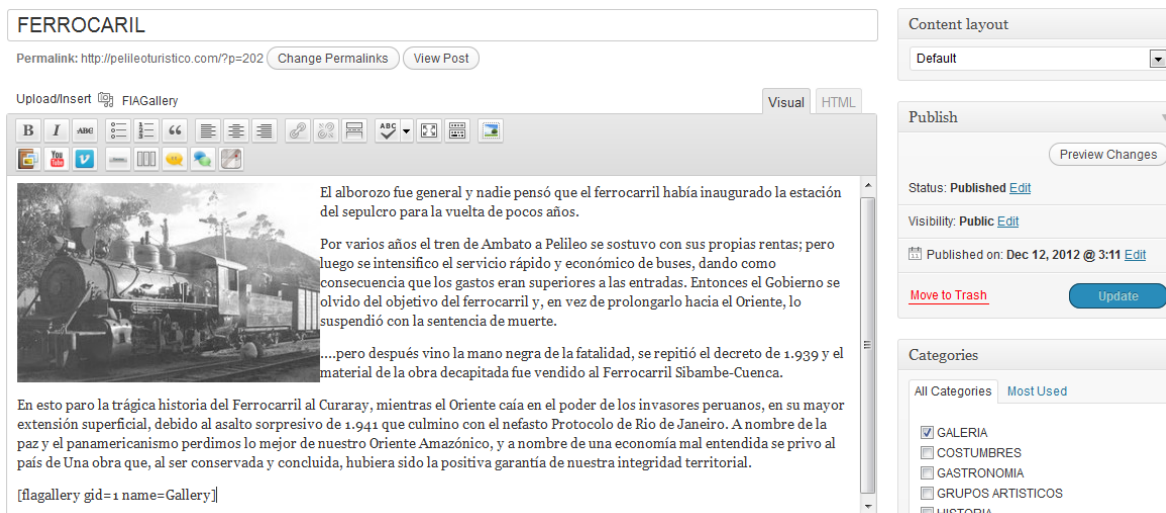 FERROCARIL
Permalink: http://pelileoturistico.com/?p=202 Change Permalinks View Post
Upload/Insert FlAGallery
Visual HTML
B I ABC ABC
You Tube
El alborozo fue general y nadie pensó que el ferrocarril había inaugurado la estación
del sepulcro para la vuelta de pocos años.
Por varios años el tren de Ambato a Pelileo se sostuvo con sus propias rentas; pero
luego se intensifico el servicio rápido y económico de buses, dando como
consecuencia que los gastos eran superiores a las entradas. Entonces el Gobierno se
olvido del objetivo del ferrocarril y, en vez de prolongarlo hacia el Oriente, lo
suspendió con la sentencia de muerte.
....pero después vino la mano negra de la fatalidad, se repitió el decreto de 1.939 y el
material de la obra decapitada fue vendido al Ferrocarril Sibambe-Cuenca.
En esto paro la trágica historia del Ferrocarril al Curaray, mientras el Oriente caía en el poder de los invasores peruanos, en su mayor
extensión superficial, debido al asalto sorpresivo de 1.941 que culmino con el nefasto Protocolo de Rio de Janeiro. A nombre de la
paz y el panamericanismo perdimos lo mejor de nuestro Oriente Amazónico, y a nombre de una economía mal entendida se privo al
país de Una obra que, al ser conservada y concluida, hubiera sido la positiva garantía de nuestra integridad territorial.
[flagallery gid=1 name=Gallery]
Content layout
Default
Publish
Preview Changes
Status: Published Edit
Visibility: Public Edit
Published on: Dec 12, 2012 @ 3:11 Edit
Move to Trash Update
Categories
All Categories Most Used
GALERIA
COSTUMBRES
GASTRONOMIA
GRUPOS ARTISTICOS
HISTORIA